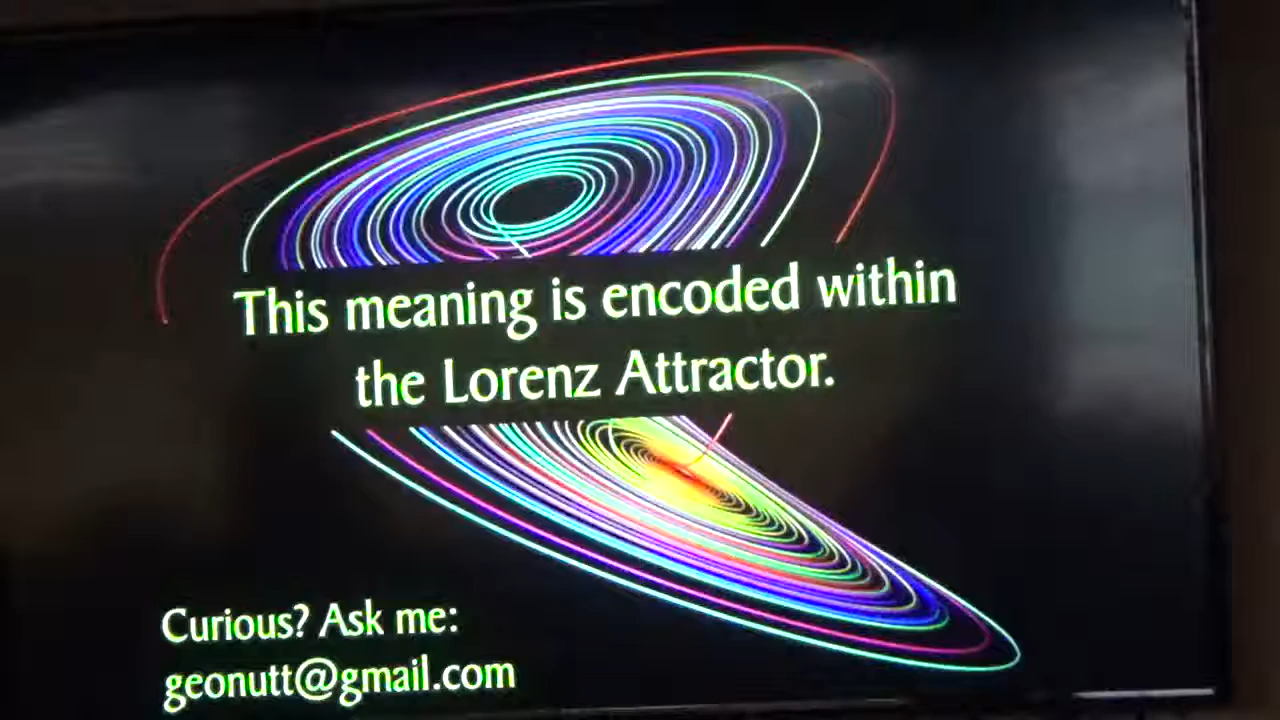 This meaning is encoded within
the Lorenz Attractor.
Curious? Ask me:
geonutt@gmail.com